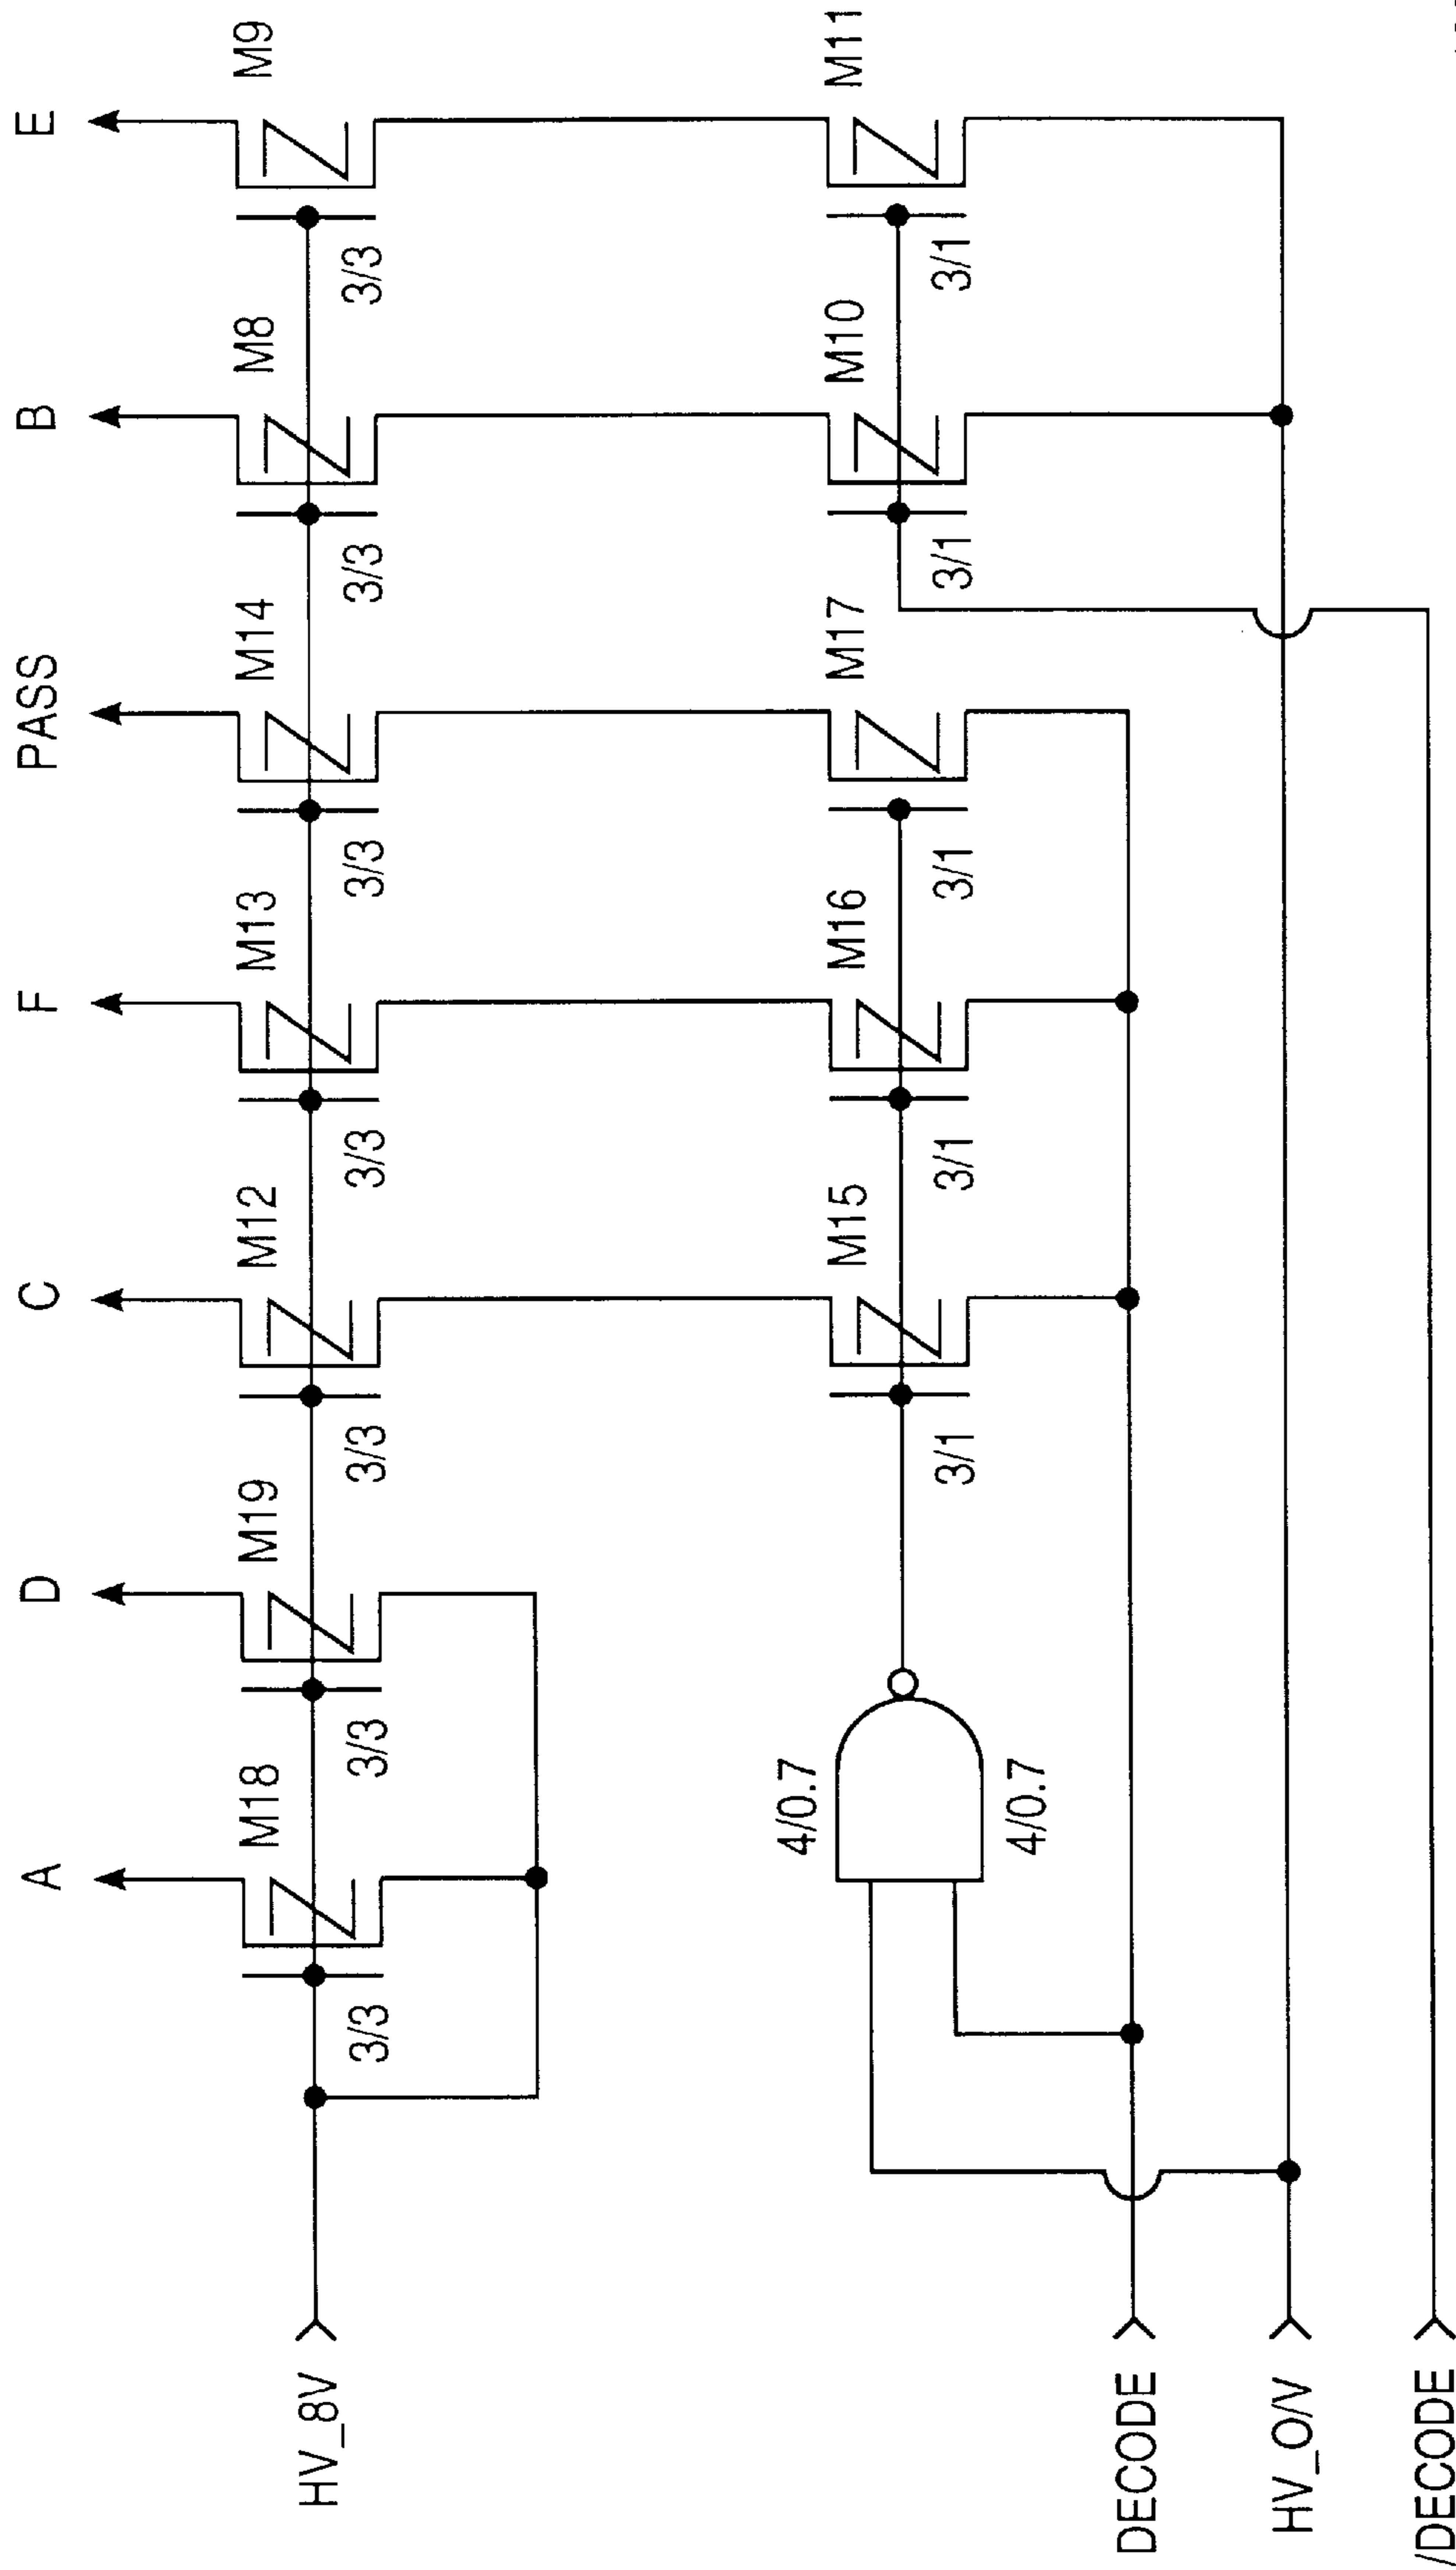 A
D
C
F
PASS
B
E
M18
M19
M12
M13
M14
M8
M9
3/3
3/3
3/3
3/3
3/3
3/3
3/3
HV_8V
4/0.7
4/0.7
M15
M16
M17
M10
M11
3/1
3/1
3/1
3/1
3/1
DECODE
HV_O/V
/DECODE